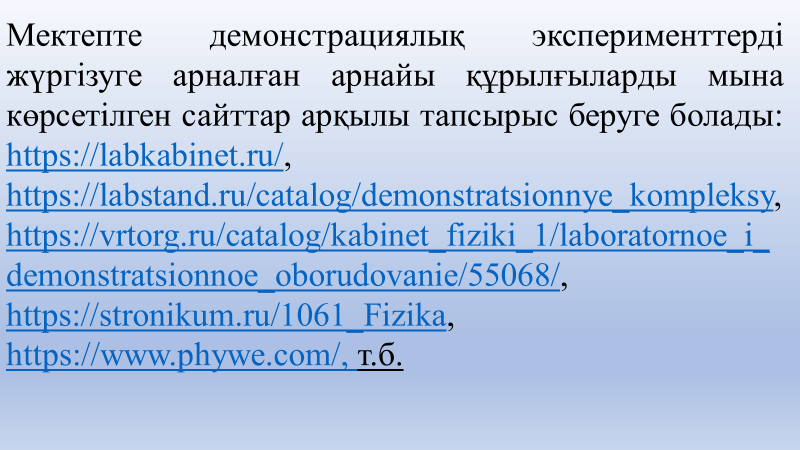 Мектепте демонстрациялық эксперименттерді
жүргізуге арналған арнайы құрылғыларды мына
көрсетілген сайттар арқылы тапсырыс беруге болады:
https://labkabinet.ru/,
https://labstand.ru/catalog/demonstratsionnye_kompleksy,
https://vrtorg.ru/catalog/kabinet_fiziki_1/laboratornoe_i_
demonstratsionnoe_oborudovanie/55068/,
https://stronikum.ru/1061_Fizika,
https://www.phywe.com/, т.б.